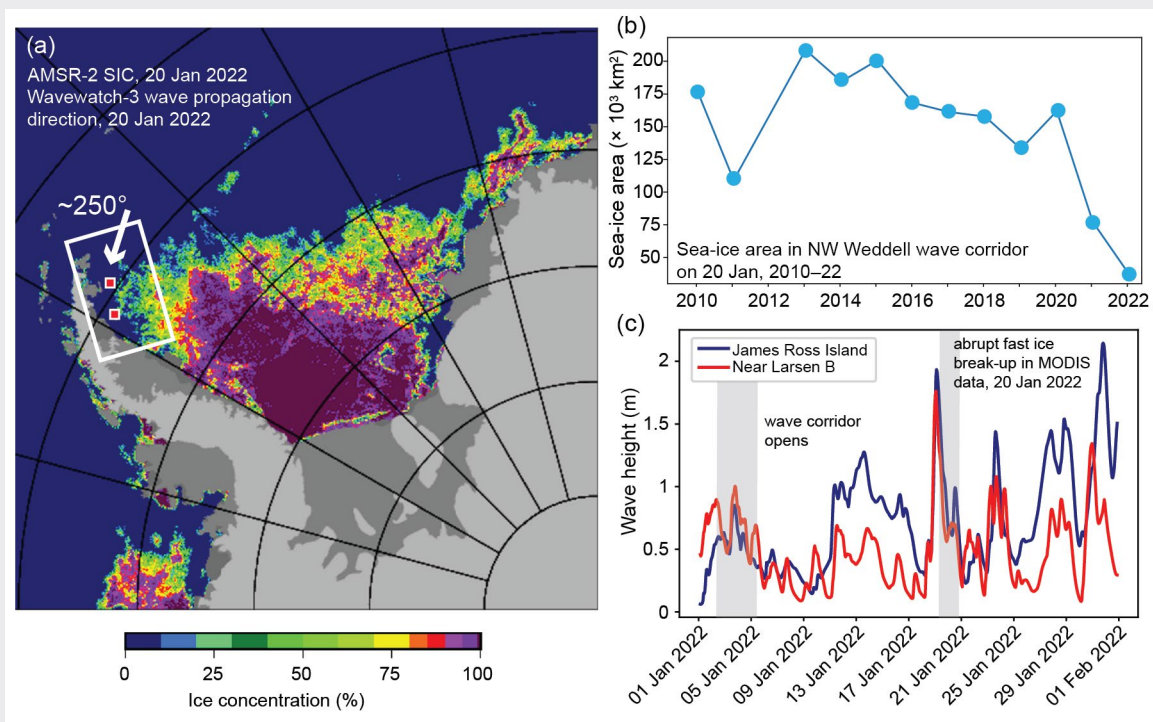 (a)
AMSR-2 SIC, 20 Jan 2022
Wavewatch-3 wave propagation
direction, 20 Jan 2022
~250°
0 25 50 75 100
Ice concentration (%)
(b)
Sea-ice area (× 10³ km²)
200
175
150
125
100
75
50
Sea-ice area in NW Weddell wave corridor
on 20 Jan, 2010–22
2010 2012 2014 2016 2018 2020 2022
(c)
Wave height (m)
2
1.5
1
0.5
0
James Ross Island
Near Larsen B
wave corridor
opens
abrupt fast ice
break-up in MODIS
data, 20 Jan 2022
01 Jan 2022
05 Jan 2022
09 Jan 2022
13 Jan 2022
17 Jan 2022
21 Jan 2022
25 Jan 2022
29 Jan 2022
01 Feb 2022